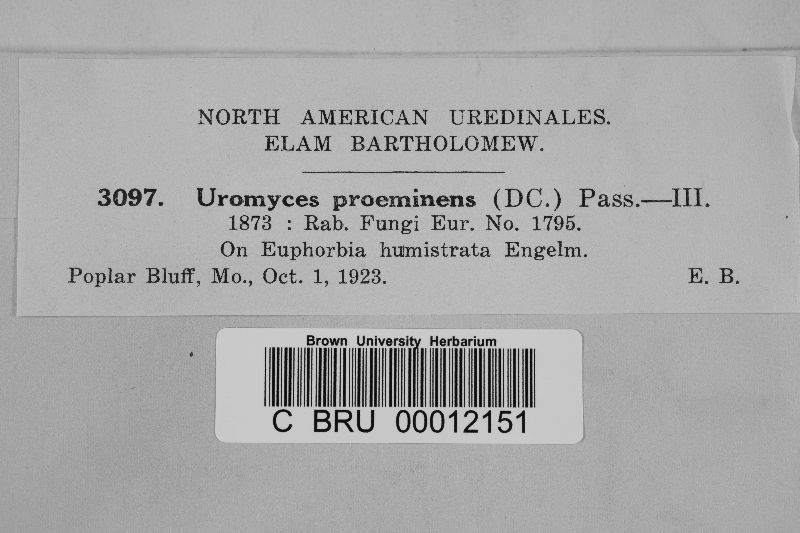 NORTH AMERICAN UREDINALES.
ELAM BARTHOLOMEW.
3097. Uromyces proeminens (DC.) Pass.—III.
1873 : Rab. Fungi Eur. No. 1795.
On Euphorbia humistrata Engelm.
Poplar Bluff, Mo., Oct. 1, 1923. E. B.
Brown University Herbarium
C BRU 00012151